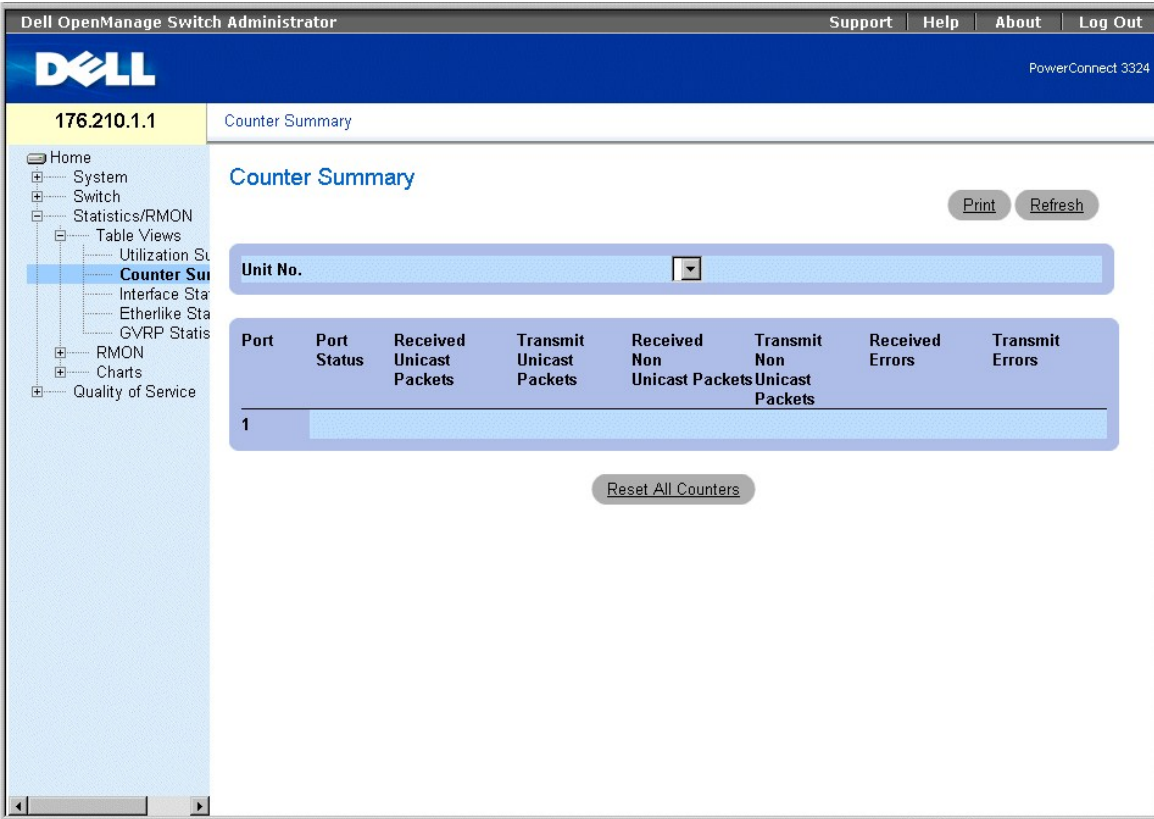 Dell OpenManage Switch Administrator
Support Help About Log Out
DELL
PowerConnect 3324
176.210.1.1
Counter Summary
Home
System
Switch
Statistics/RMON
Table Views
Utilization Su
Counter Sur
Interface Sta
Etherlike Sta
GVRP Statis
RMON
Charts
Quality of Service
Counter Summary
Print Refresh
Unit No.
Port
Port Status
Received Unicast Packets
Transmit Unicast Packets
Received Non Unicast Packets
Transmit Non Unicast Packets
Received Errors
Transmit Errors
1
Reset All Counters